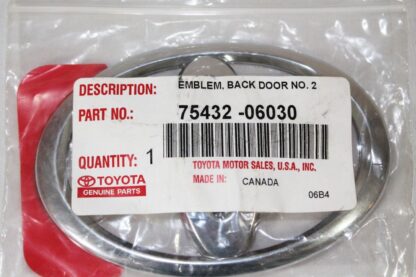 DESCRIPTION: EMBLEM. BACK DOOR NO. 2
PART NO.: 75432 -06030
QUANTITY: 1
TOYOTA MOTOR SALES, U.S.A., INC.
MADE IN: CANADA
TOYOTA
GENUINE PARTS
06B4